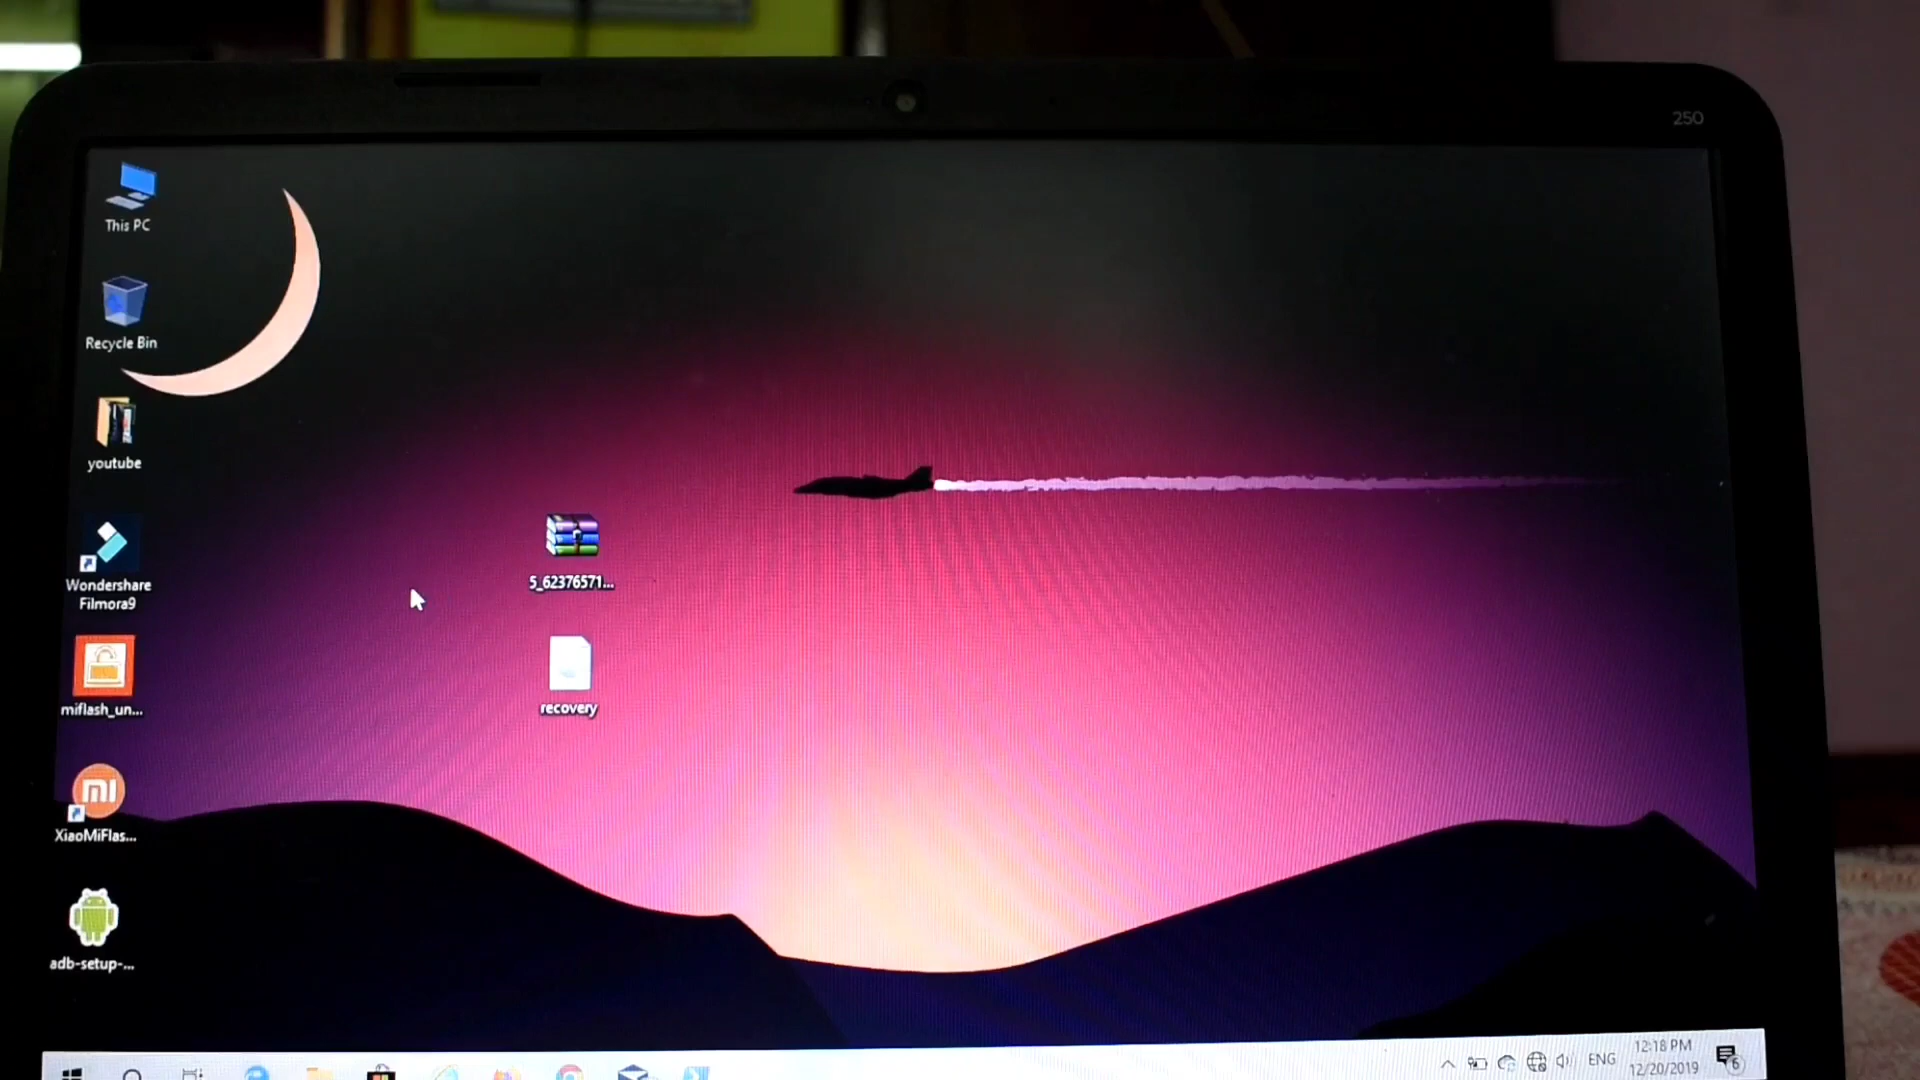 250
This PC
Recycle Bin
youtube
Wondershare
Filmora9
miflash_un...
XiaoMiFlas...
adb-setup-...
5_62376571...
recovery
ENG
12:18 PM
12/20/2019
6